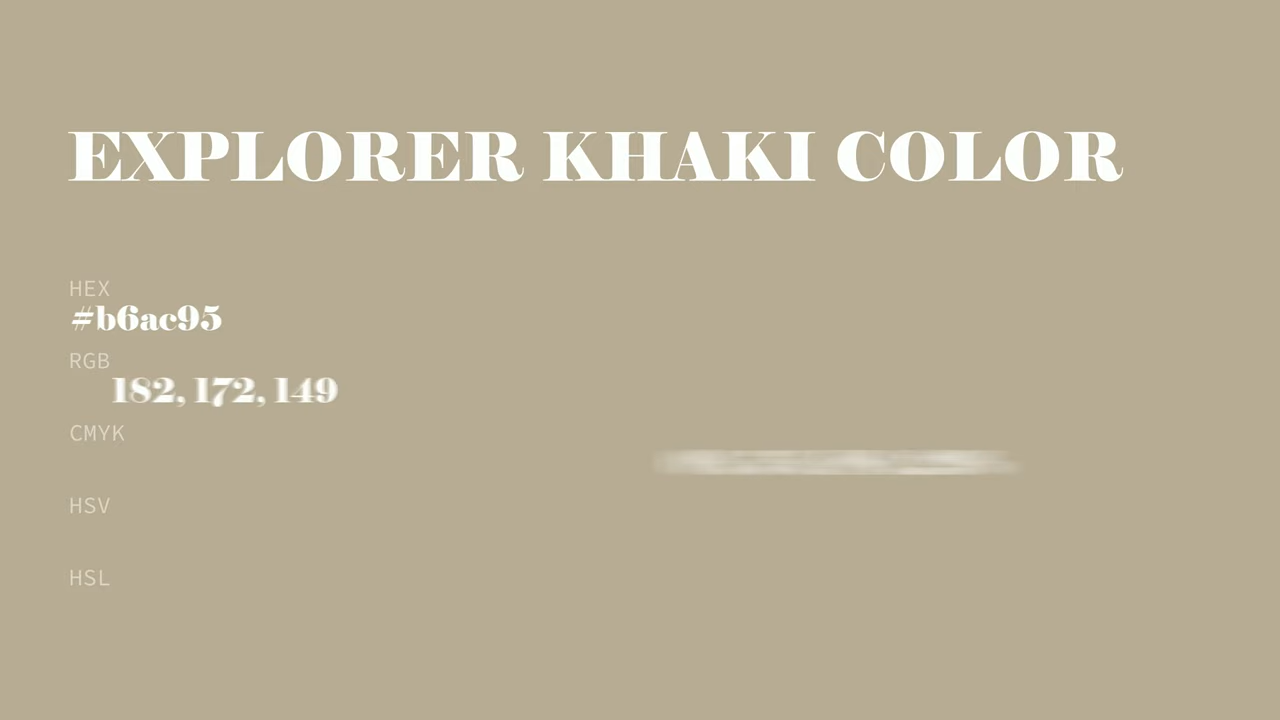 EXPLORER KHAKI COLOR
HEX
#b6ac95
RGB
182, 172, 149
CMYK
HSV
HSL